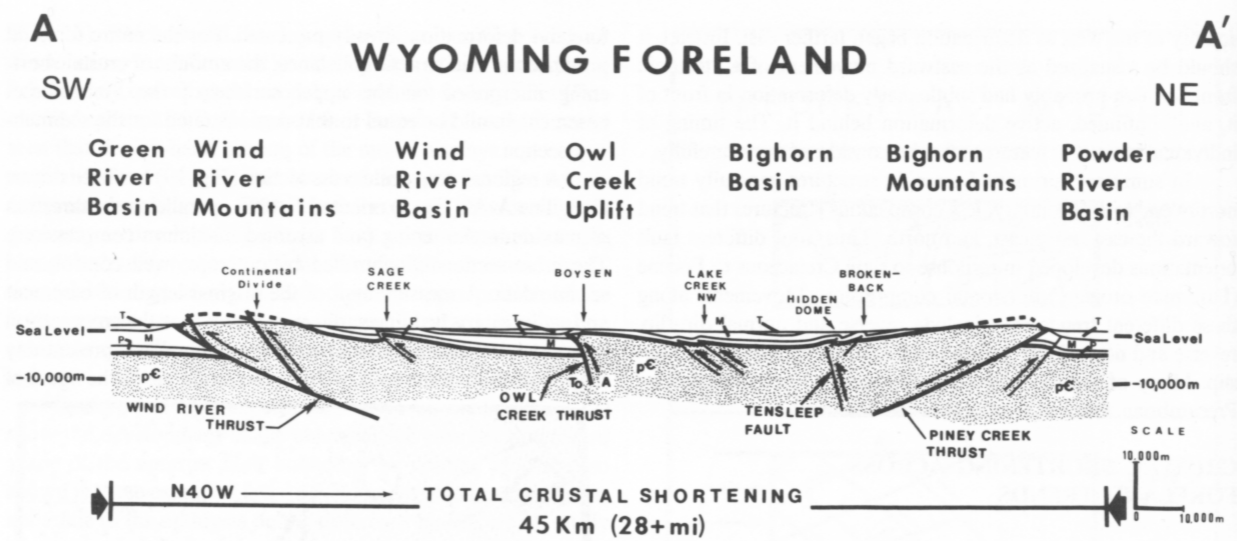 A
A'
WYOMING FORELAND
SW
NE
Green
River
Basin
Wind
River
Mountains
Wind
River
Basin
Owl
Creek
Uplift
Bighorn
Basin
Bighorn
Mountains
Powder
River
Basin
Continental
Divide
SAGE
CREEK
BOYSEN
LAKE
CREEK
NW
HIDDEN
DOME
BROKEN-
BACK
T
P
T
M
T
T
Sea Level
M
M
M
Sea Level
P
p€
p€
p€
-10,000m
To A
-10,000m
WIND RIVER
THRUST
OWL
CREEK THRUST
TENSLEEP
FAULT
PINEY CREEK
THRUST
SCALE
10,000m
0
10,000m
N40W
TOTAL CRUSTAL SHORTENING
45Km (28+mi)